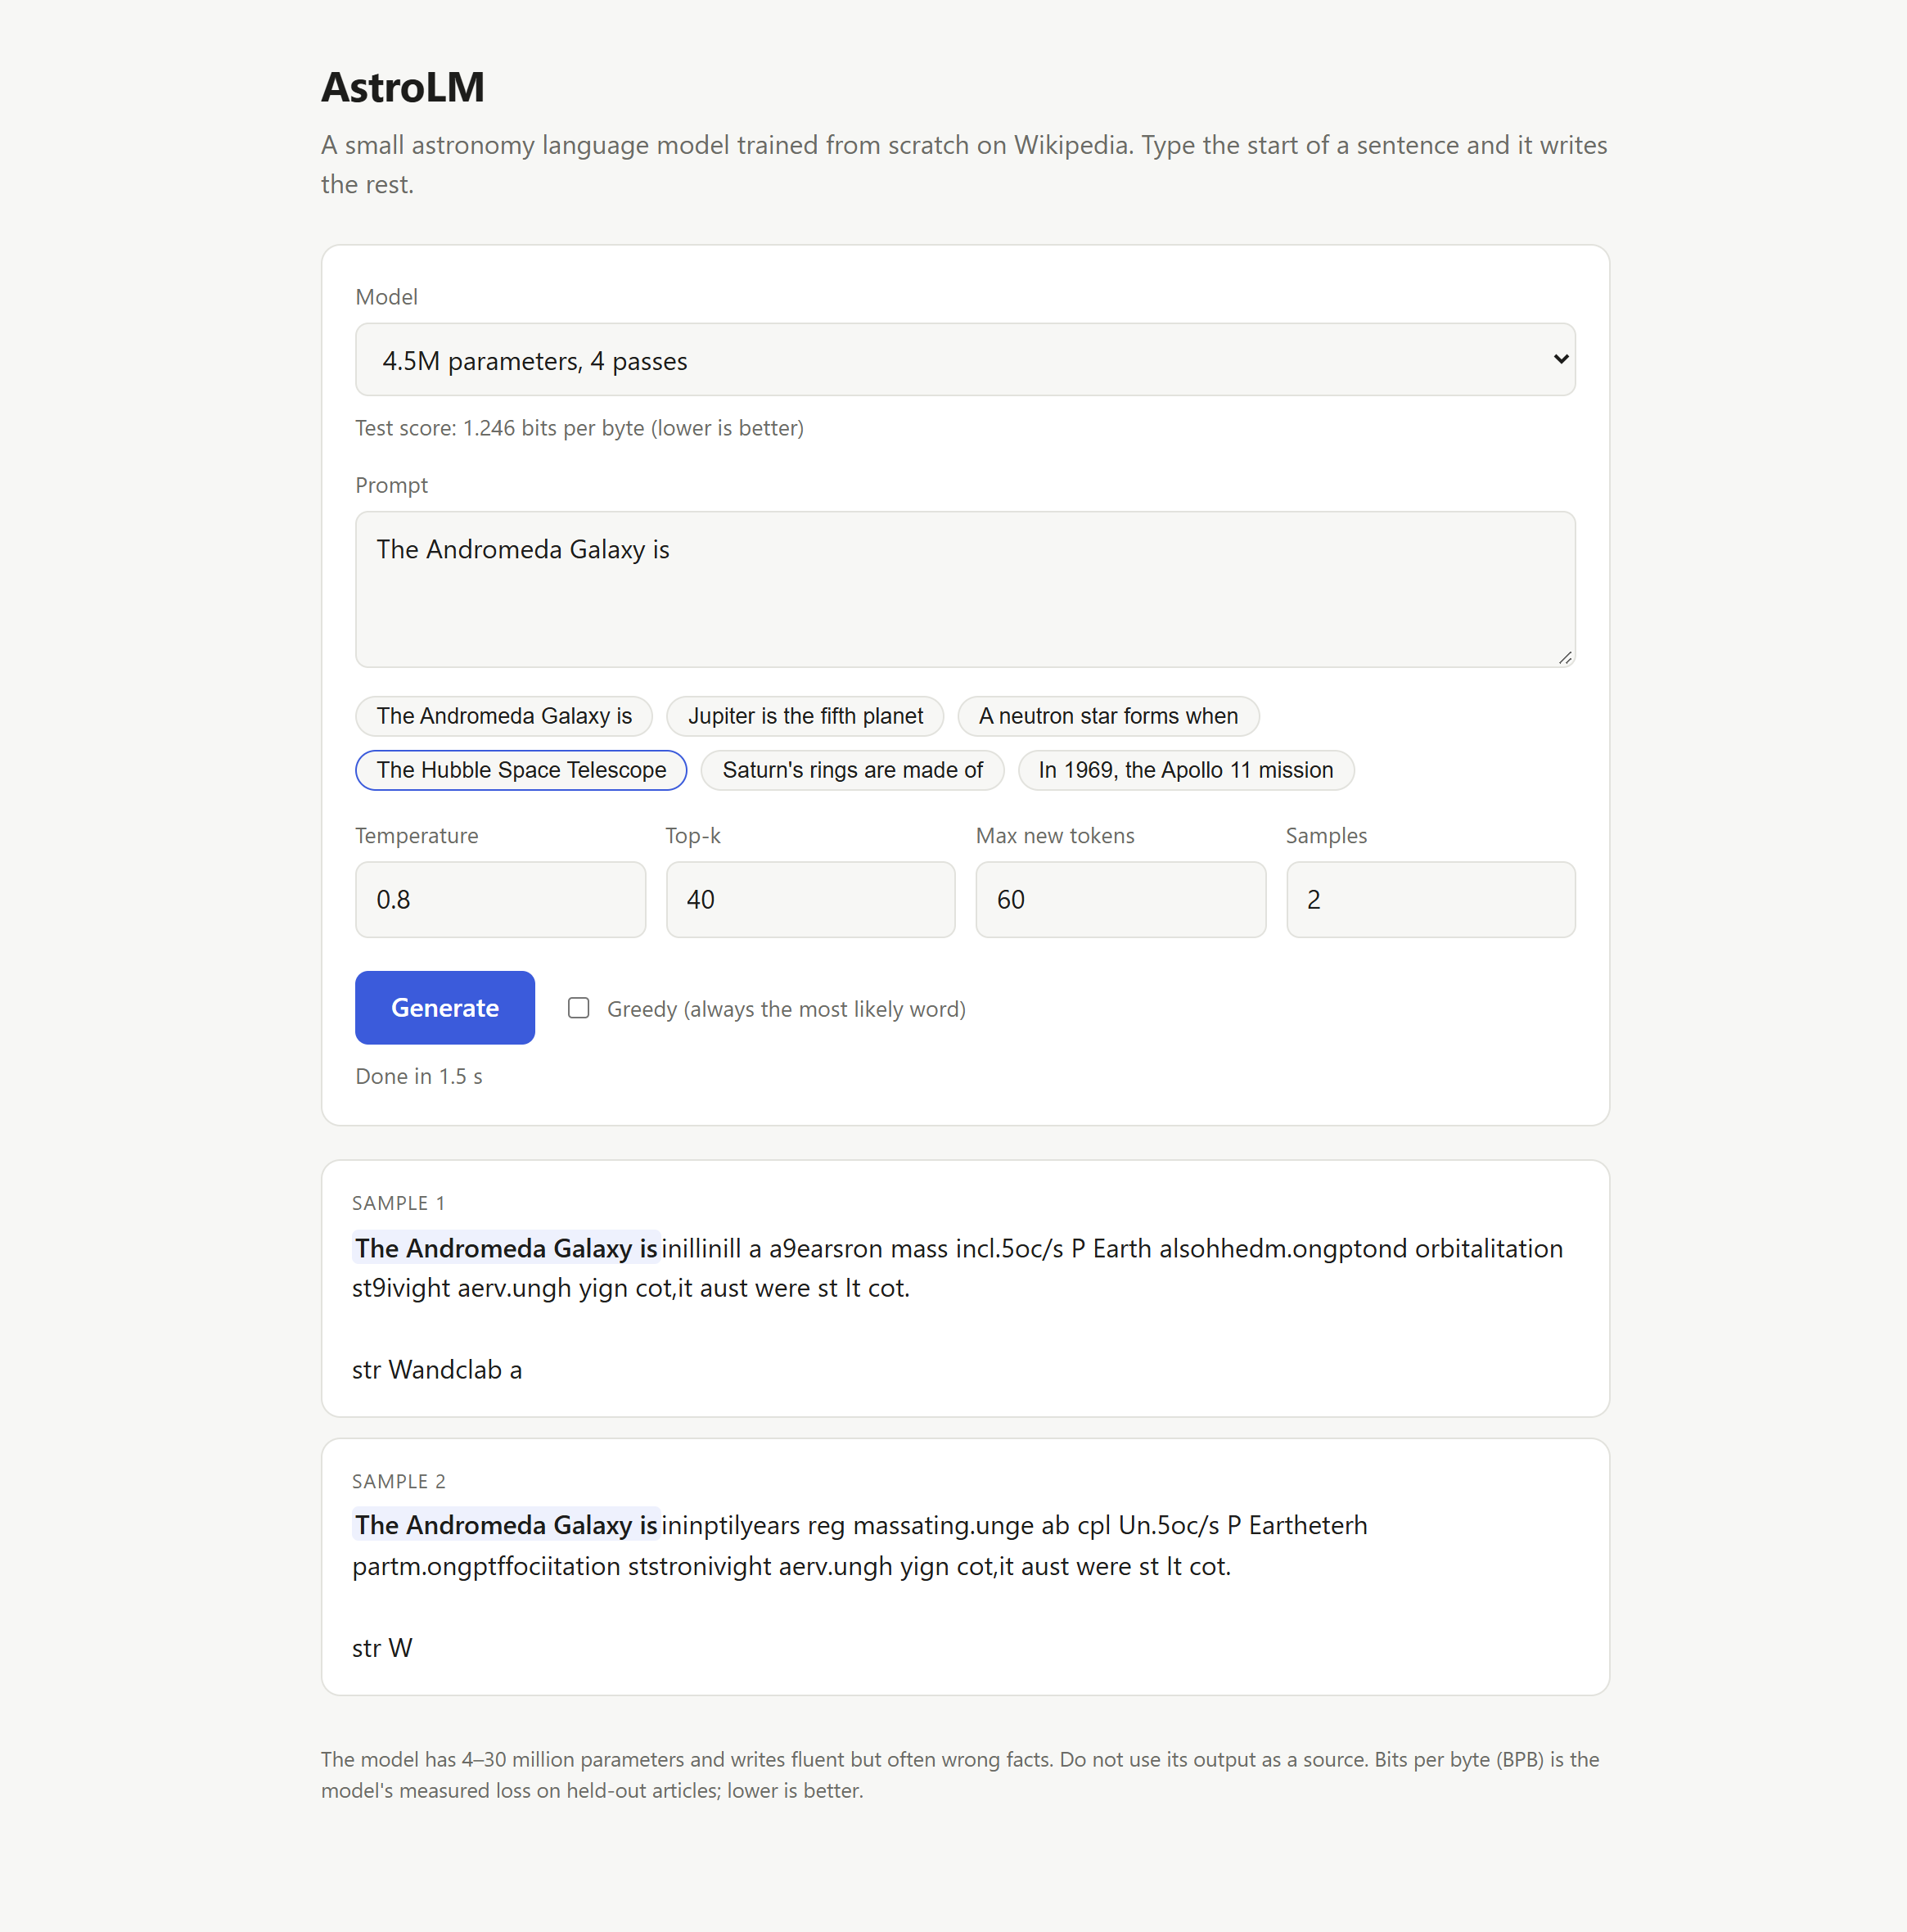 AstroLM
A small astronomy language model trained from scratch on Wikipedia. Type the start of a sentence and it writes
the rest.
Model
4.5M parameters, 4 passes
Test score: 1.246 bits per byte (lower is better)
Prompt
The Andromeda Galaxy is
The Andromeda Galaxy is
Jupiter is the fifth planet
A neutron star forms when
The Hubble Space Telescope
Saturn's rings are made of
In 1969, the Apollo 11 mission
Temperature
Top-k
Max new tokens
Samples
0.8
40
60
2
Generate
Greedy (always the most likely word)
Done in 1.5 s
SAMPLE 1
The Andromeda Galaxy is inillinill a a9earsron mass incl.5oc/s P Earth alsohhedm.ongptond orbitalitation
st9ivight aerv.ungh yign cot,it aust were st lt cot.
str Wandclab a
SAMPLE 2
The Andromeda Galaxy is ininptilyears reg massating.unge ab cpl Un.5oc/s P Eartheterh
partm.ongptffociitation ststronivight aerv.ungh yign cot,it aust were st lt cot.
str W
The model has 4–30 million parameters and writes fluent but often wrong facts. Do not use its output as a source. Bits per byte (BPB) is the
model's measured loss on held-out articles; lower is better.